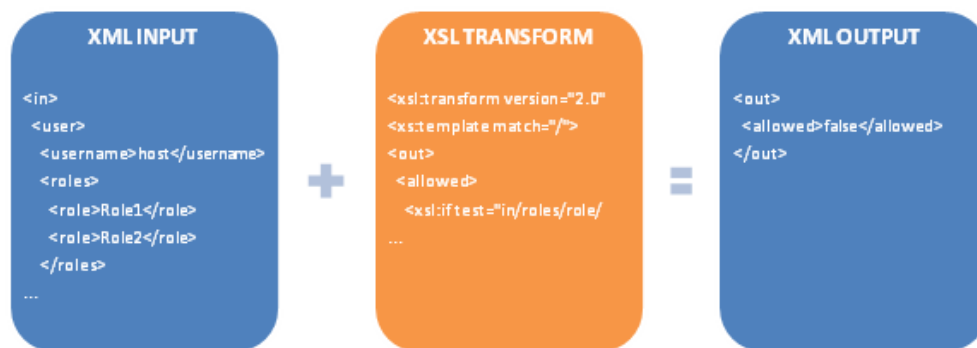 XML INPUT
<in>
<user>
<username>host</username>
<roles>
<role>Role1</role>
<role>Role2</role>
</roles>
...
XSL TRANSFORM
<xsl:transform version="2.0"
<xs:template match="/">
<out>
<allowed>
<xsl:if test="in/roles/role/
...
XML OUTPUT
<out>
<allowed>false</allowed>
</out>